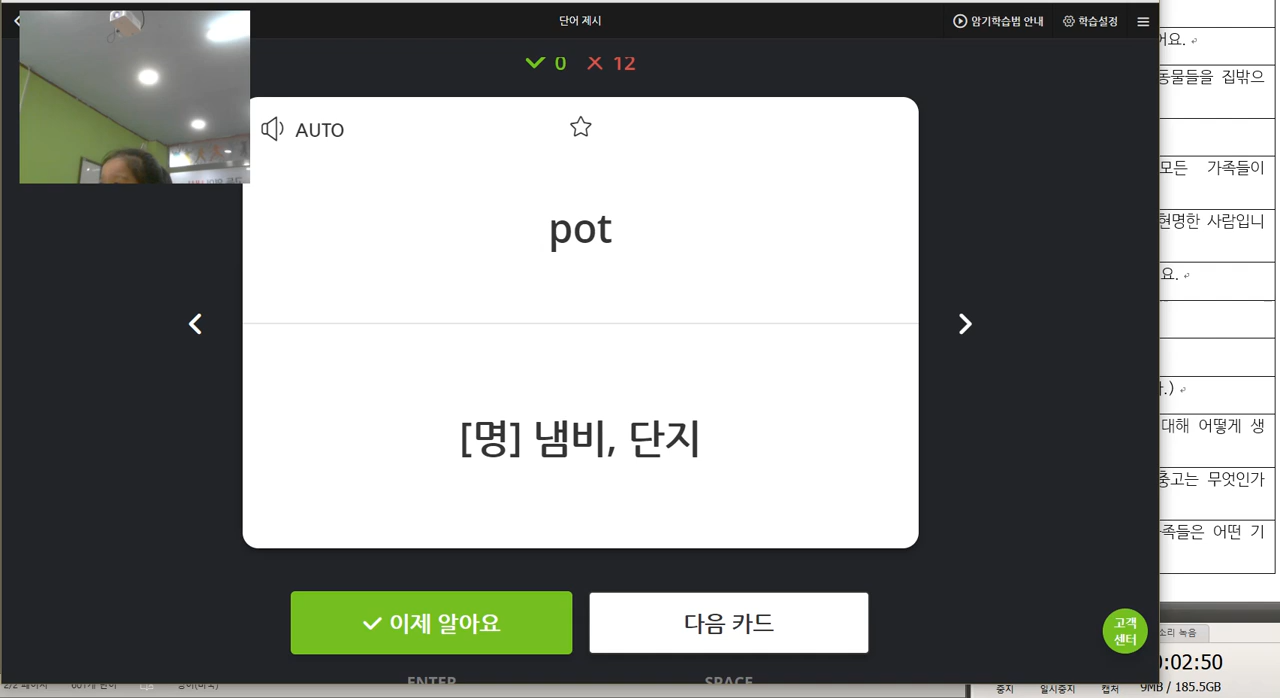 단어 제시
암기학습법 안내
학습설정
0 12
AUTO
pot
[명] 냄비, 단지
이제 알아요
다음 카드
ENTER
SPACE
고객
센터
어요.
동물들을 집밖으
모든 가족들이
현명한 사람입니
요.
.)
대해 어떻게 생
충고는 무엇인가
족들은 어떤 기
소리 녹음
:02:50
중지 일시중지 캡처 9MB / 185.5GB